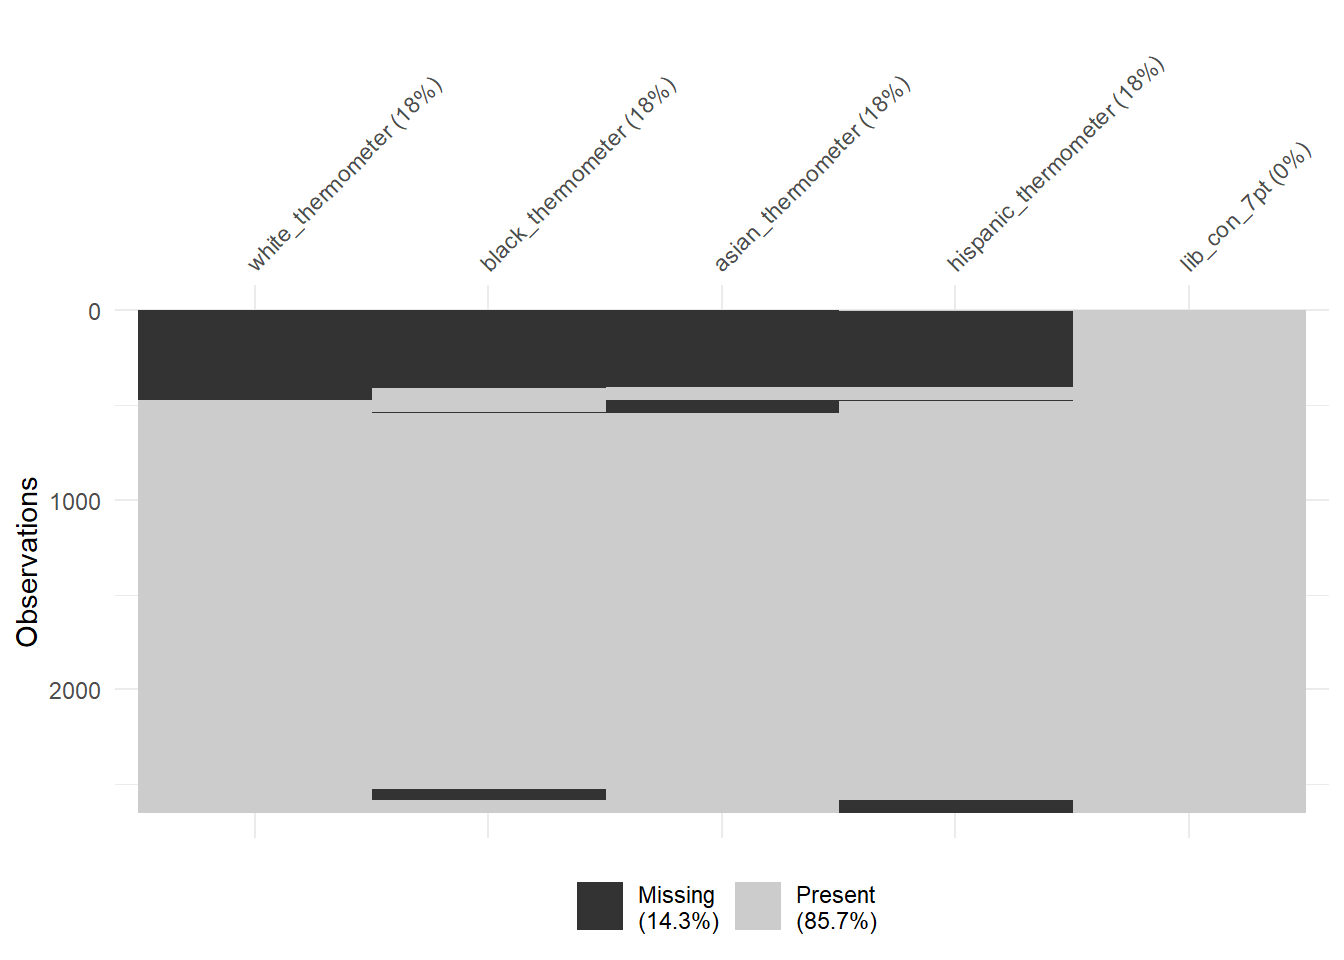 white_thermometer (18%)
black_thermometer (18%)
asian_thermometer (18%)
hispanic_thermometer (18%)
lib_con_7pt (0%)
0
1000
2000
Observations
Missing
(14.3%)
Present
(85.7%)